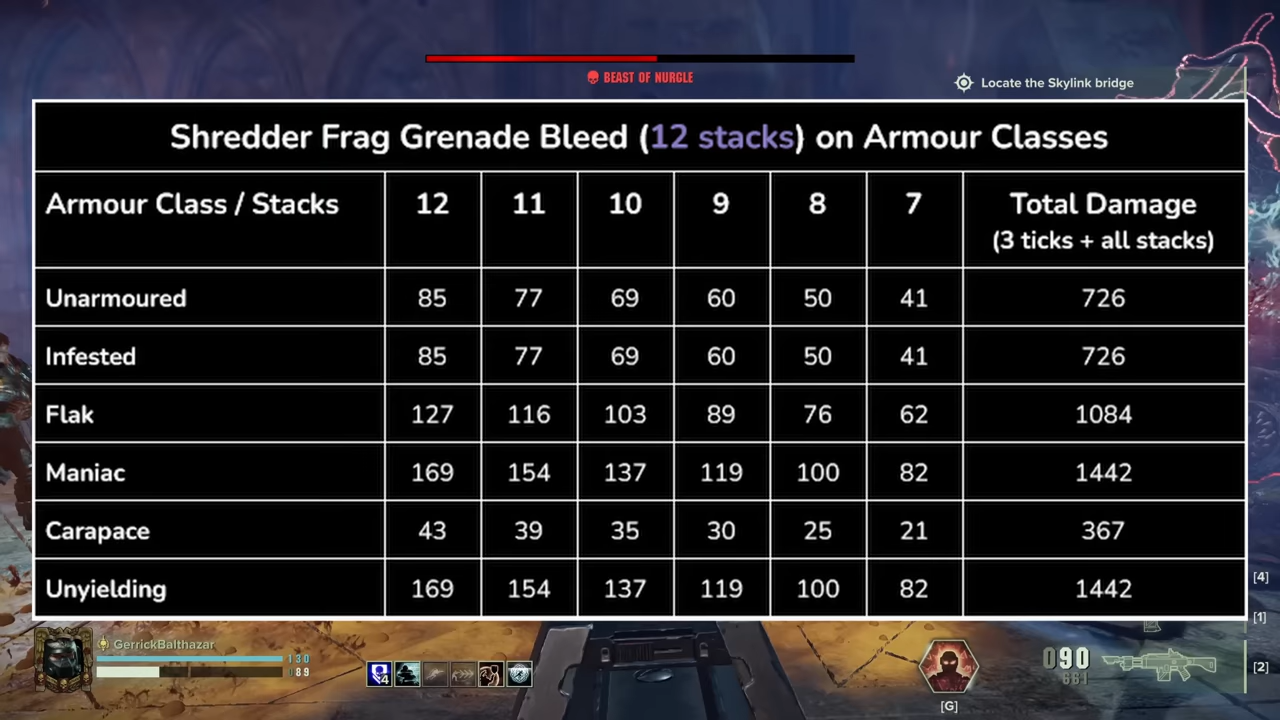 BEAST OF NURGLE
Locate the Skylink bridge
Shredder Frag Grenade Bleed (12 stacks) on Armour Classes
Armour Class / Stacks 12 11 10 9 8 7 Total Damage
(3 ticks + all stacks)
Unarmoured 85 77 69 60 50 41 726
Infested 85 77 69 60 50 41 726
Flak 127 116 103 89 76 62 1084
Maniac 169 154 137 119 100 82 1442
Carapace 43 39 35 30 25 21 367
Unyielding 169 154 137 119 100 82 1442
[4]
[1]
GerrickBalthazar
130
89
4
090
661
[2]
[G]